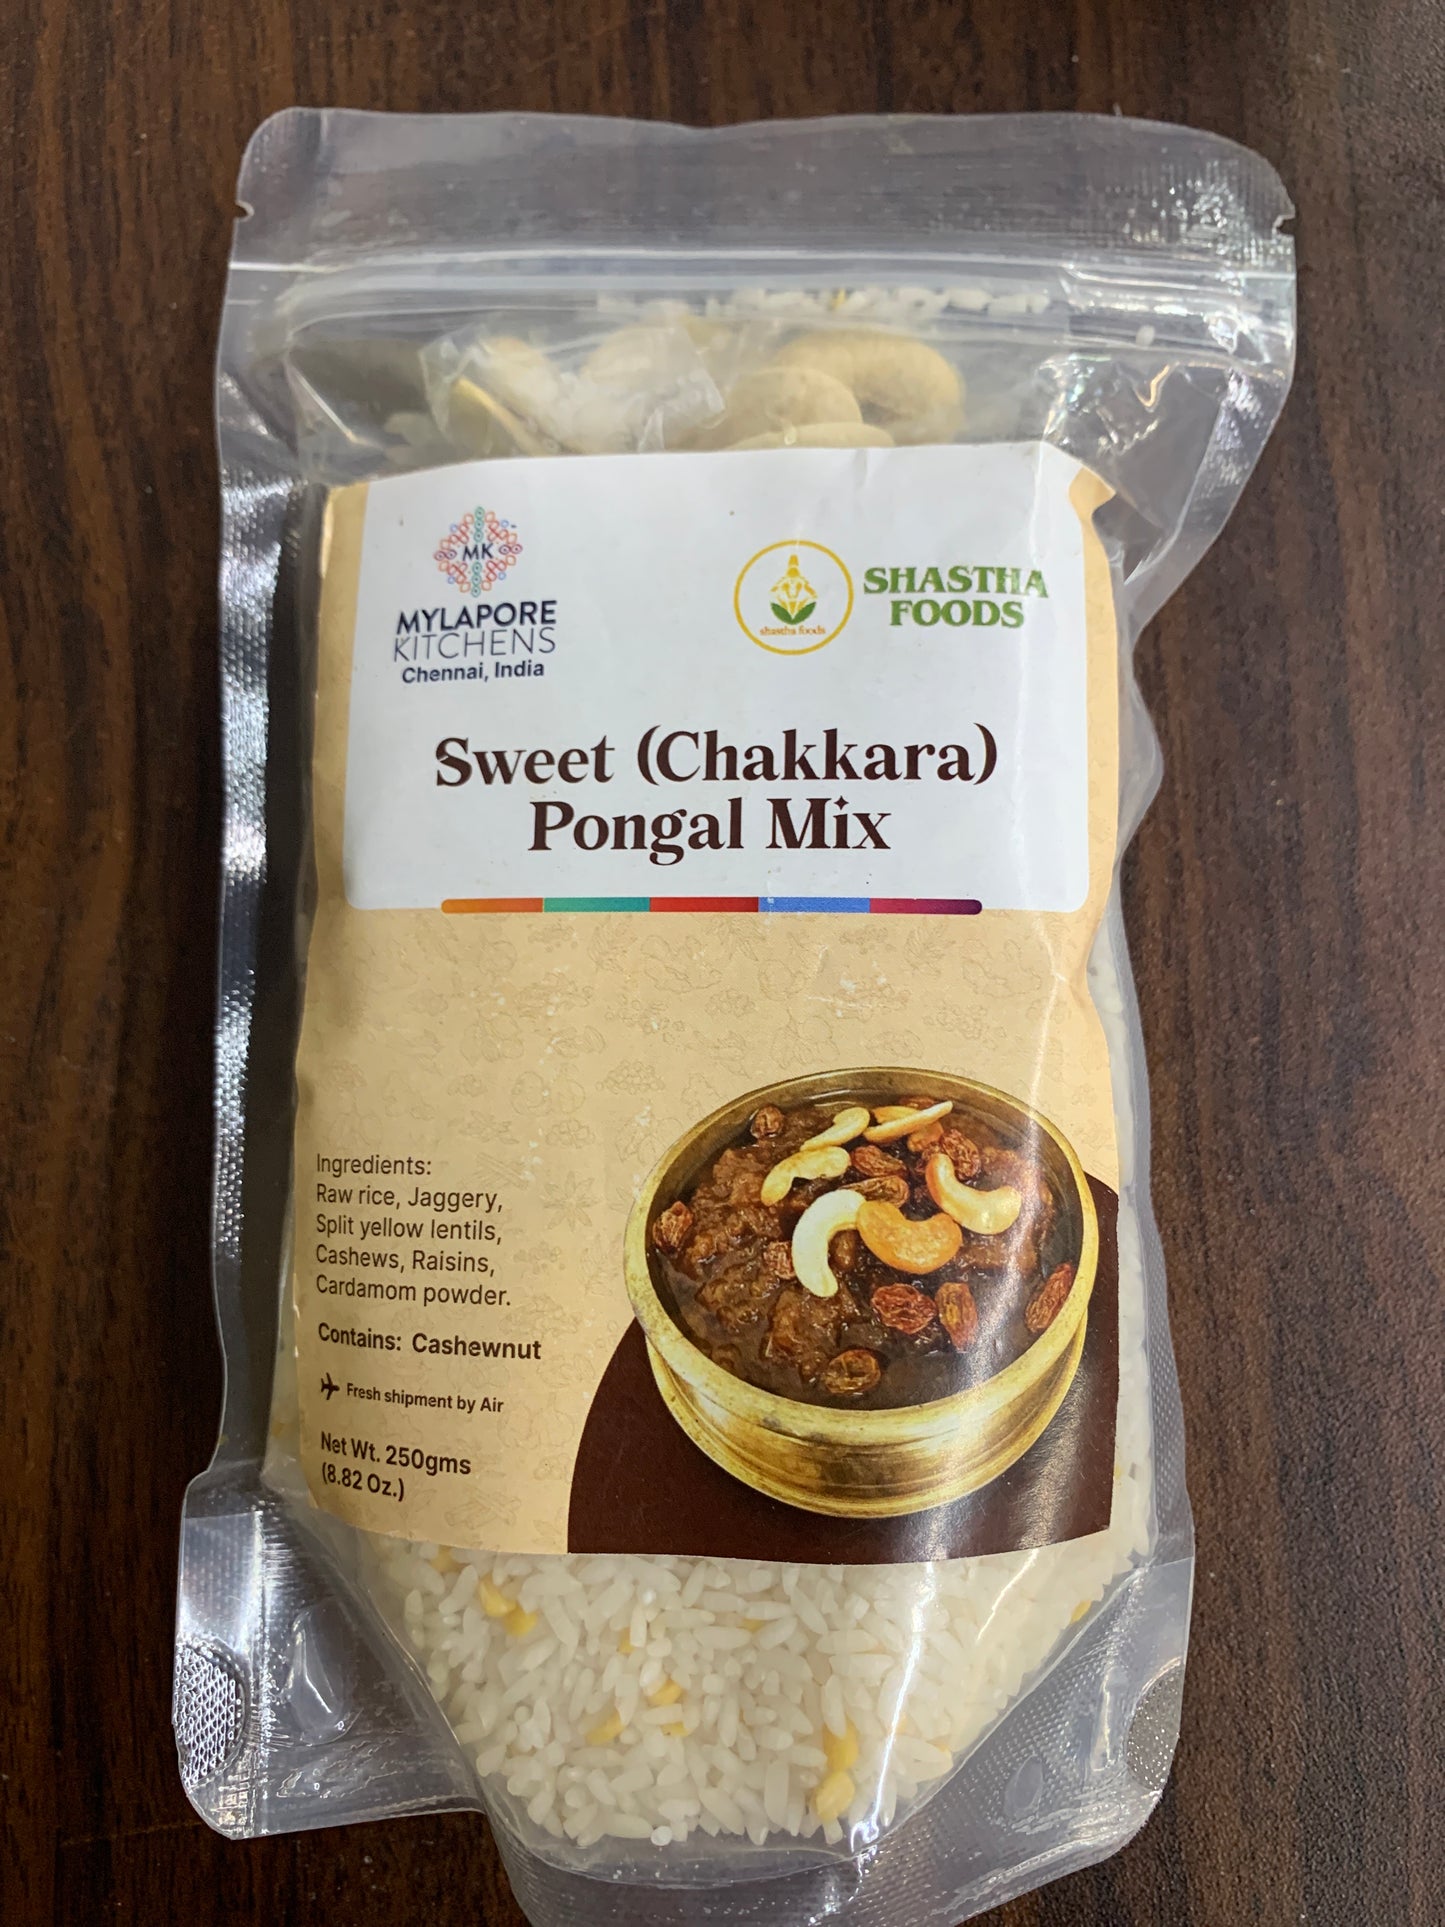 MK
MYLAPORE
KITCHENS
Chennai, India
shastha foods
SHASTHA
FOODS
Sweet (Chakkara)
Pongal Mix
Ingredients:
Raw rice, Jaggery,
Split yellow lentils,
Cashews, Raisins,
Cardamom powder.
Contains: Cashewnut
Fresh shipment by Air
Net Wt. 250gms
(8.82 Oz.)